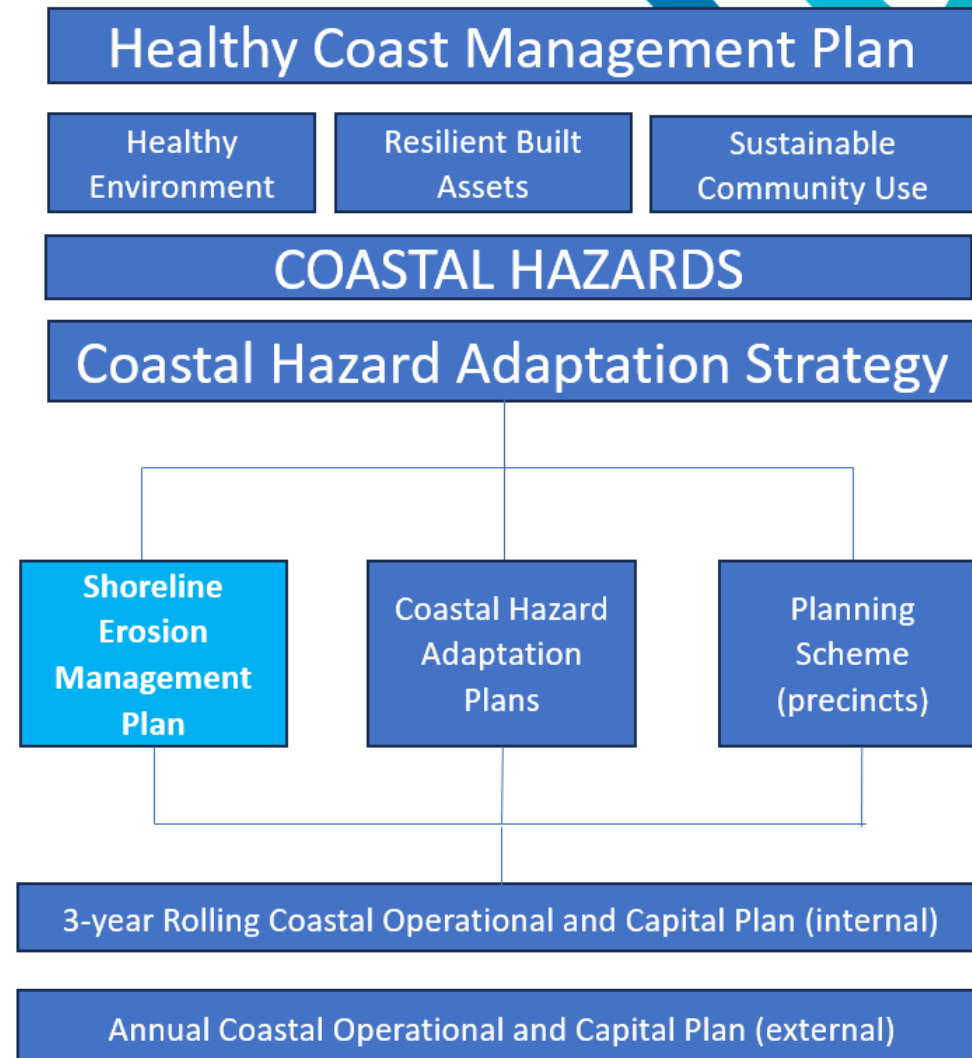 Healthy Coast Management Plan
Healthy
Environment
Resilient Built
Assets
Sustainable
Community Use
COASTAL HAZARDS
Coastal Hazard Adaptation Strategy
Shoreline
Erosion
Management
Plan
Coastal Hazard
Adaptation
Plans
Planning
Scheme
(precincts)
3-year Rolling Coastal Operational and Capital Plan (internal)
Annual Coastal Operational and Capital Plan (external)